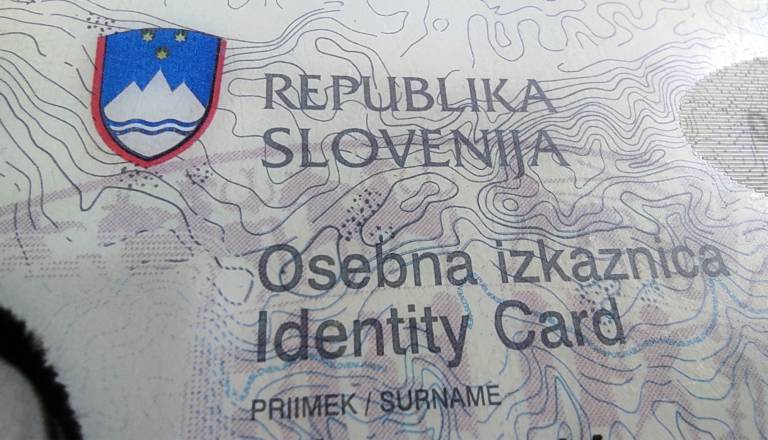 REPUBLIKA
SLOVENIJA
Osebna izkaznica
Identity Card
PRIIMEK / SURNAME